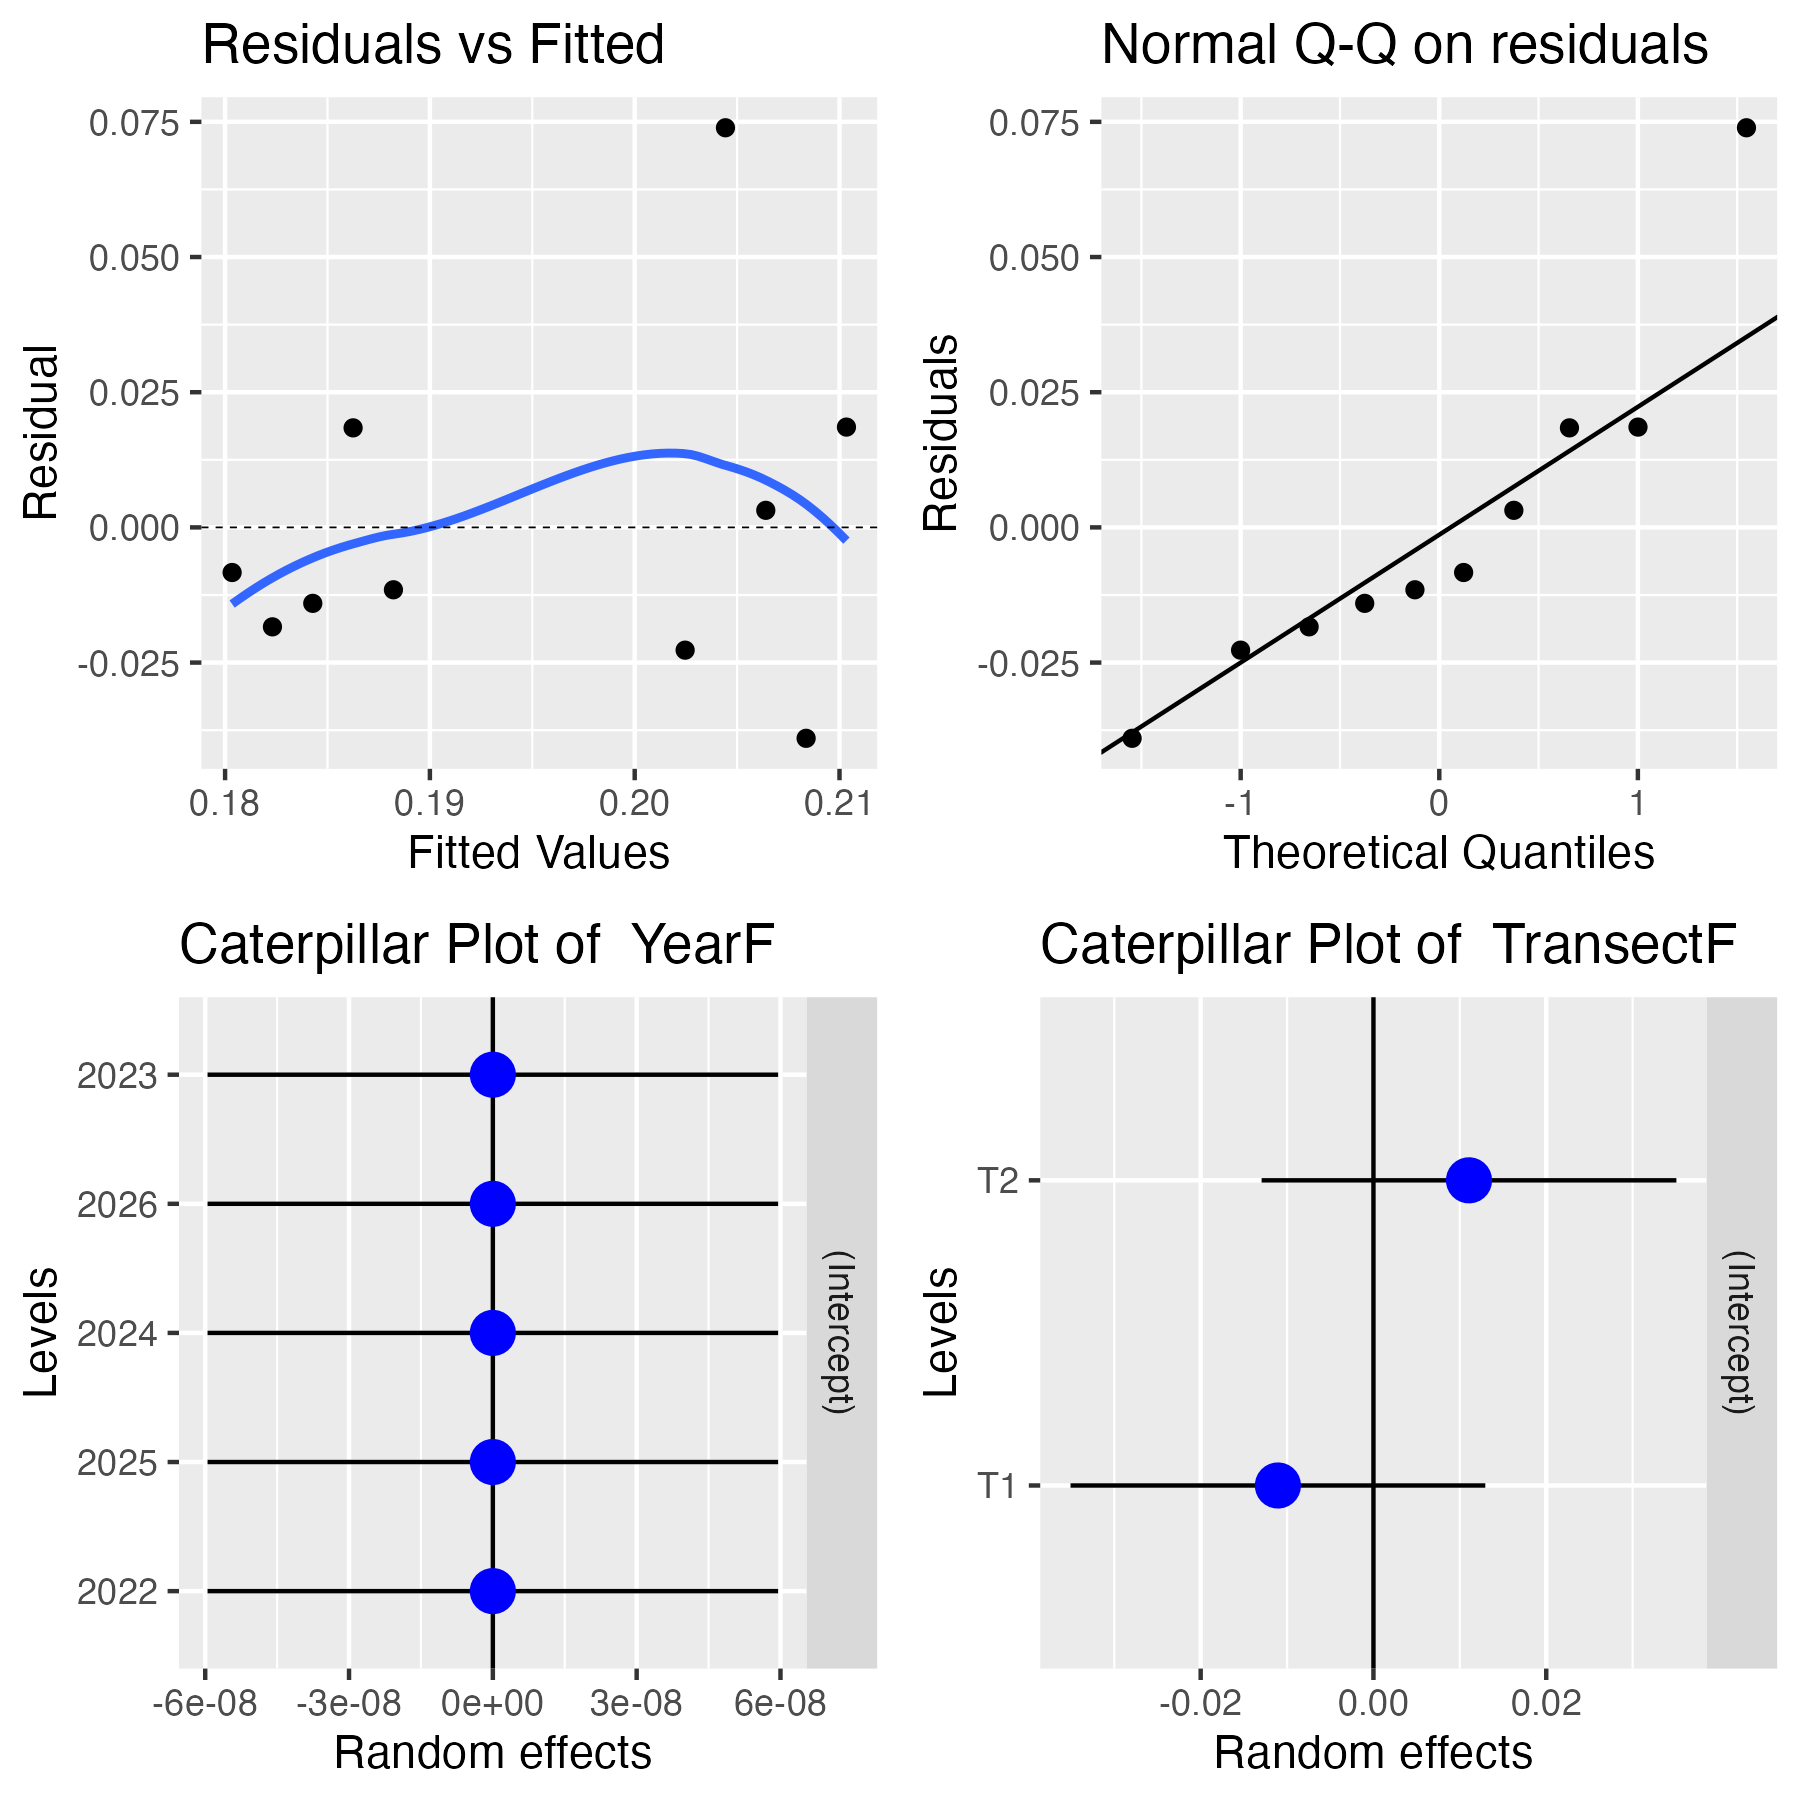 Residuals vs Fitted
0.075
0.050
0.025
0.000
-0.025
Residual
0.18 0.19 0.20 0.21
Fitted Values
Normal Q-Q on residuals
0.075
0.050
0.025
0.000
-0.025
Residuals
-1 0 1
Theoretical Quantiles
Caterpillar Plot of  YearF
2023
2026
2024
2025
2022
Levels
(Intercept)
-6e-08 -3e-08 0e+00 3e-08 6e-08
Random effects
Caterpillar Plot of  TransectF
T2
T1
Levels
(Intercept)
-0.02 0.00 0.02
Random effects